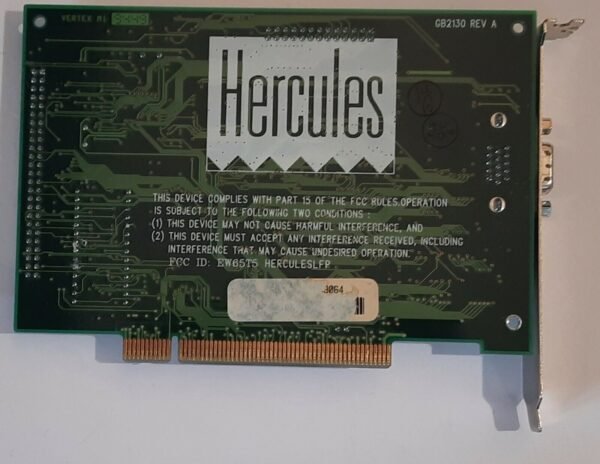 VERTEX M1
GB2130 REV A
Hercules
THIS DEVICE COMPLIES WITH PART 15 OF THE FCC RULES.OPERATION
IS SUBJECT TO THE FOLLOWING TWO CONDITIONS :
(1) THIS DEVICE MAY NOT CAUSE HARMFUL INTERFERENCE, AND
(2) THIS DEVICE MUST ACCEPT ANY INTERFERENCE RECEIVED, INCLUDING
INTERFERENCE THAT MAY CAUSE UNDESIRED OPERATION.
FCC ID: EW65T5 HERCULESLFP
3064